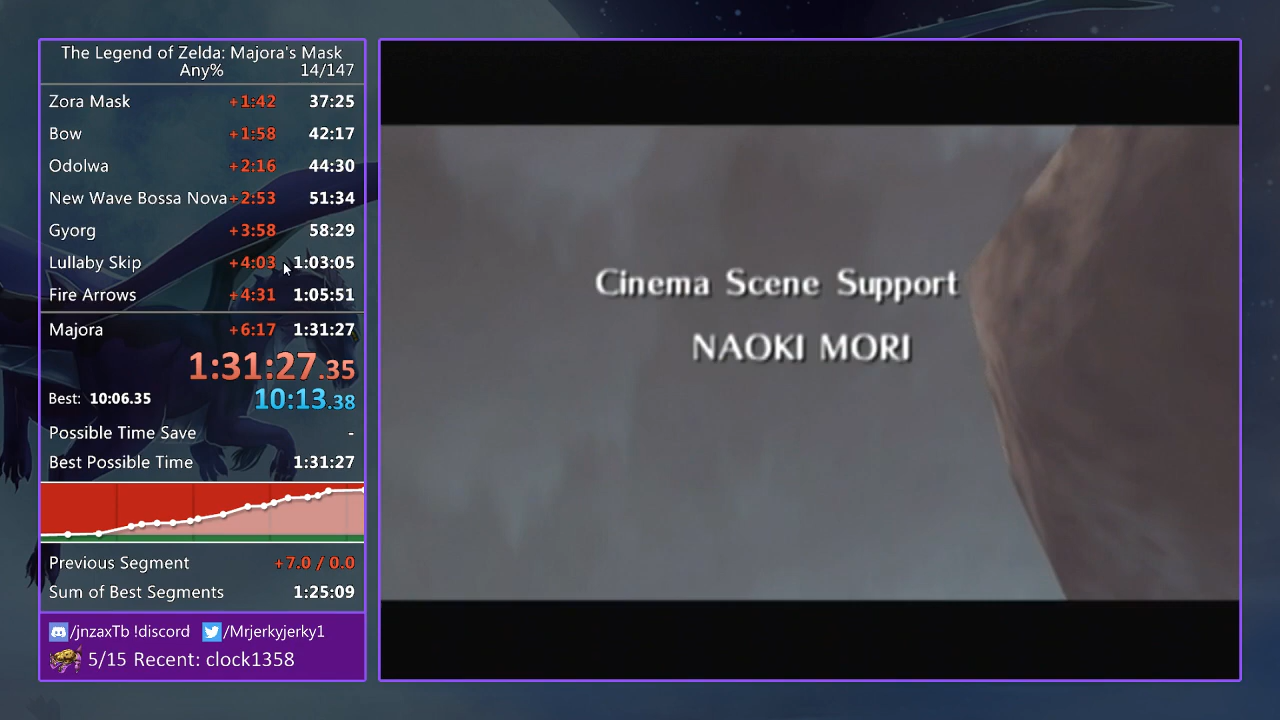 The Legend of Zelda: Majora's Mask
Any% 14/147
Zora Mask +1:42 37:25
Bow +1:58 42:17
Odolwa +2:16 44:30
New Wave Bossa Nova +2:53 51:34
Gyorg +3:58 58:29
Lullaby Skip +4:03 1:03:05
Fire Arrows +4:31 1:05:51
Majora +6:17 1:31:27
1:31:27.35
Best: 10:06.35 10:13.38
Possible Time Save -
Best Possible Time 1:31:27
Previous Segment +7.0 / 0.0
Sum of Best Segments 1:25:09
/jnzaxTb !discord /Mrjerkyjerky1
5/15 Recent: clock1358
Cinema Scene Support
NAOKI MORI